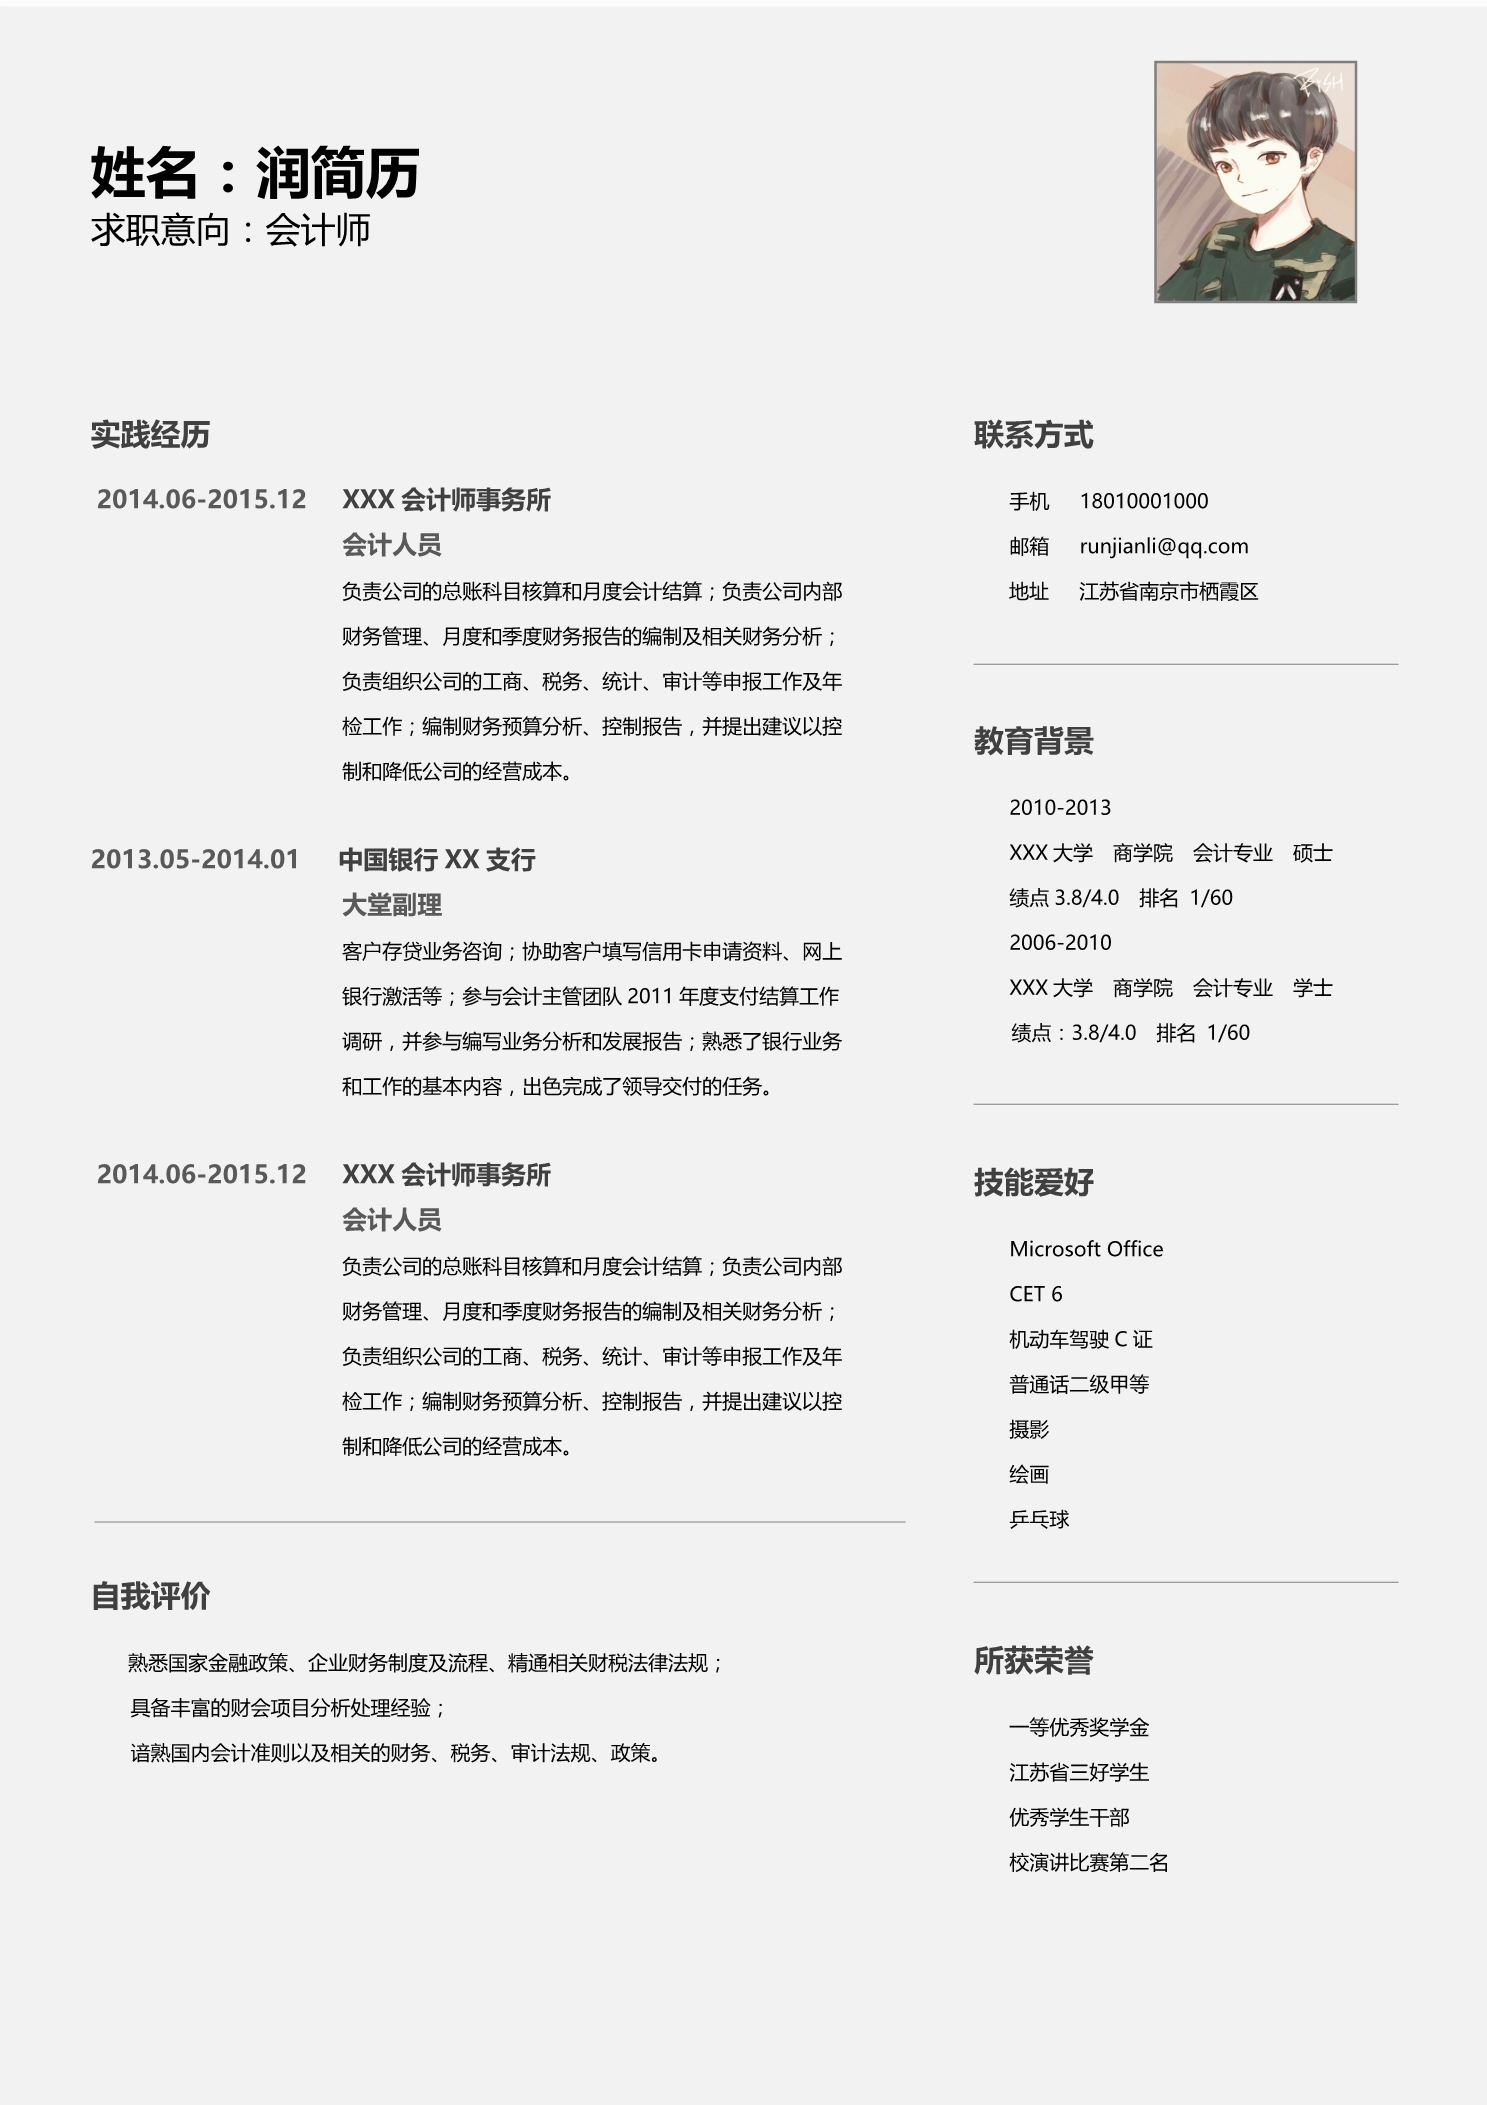 姓名：润简历
求职意向：会计师
实践经历
2014.06-2015.12 XXX 会计师事务所
会计人员
负责公司的总账科目核算和月度会计结算；负责公司内部
财务管理、月度和季度财务报告的编制及相关财务分析；
负责组织公司的工商、税务、统计、审计等申报工作及年
检工作；编制财务预算分析、控制报告，并提出建议以控
制和降低公司的经营成本。
2013.05-2014.01 中国银行 XX 支行
大堂副理
客户存贷业务咨询；协助客户填写信用卡申请资料、网上
银行激活等；参与会计主管团队 2011 年度支付结算工作
调研，并参与编写业务分析和发展报告；熟悉了银行业务
和工作的基本内容，出色完成了领导交付的任务。
2014.06-2015.12 XXX 会计师事务所
会计人员
负责公司的总账科目核算和月度会计结算；负责公司内部
财务管理、月度和季度财务报告的编制及相关财务分析；
负责组织公司的工商、税务、统计、审计等申报工作及年
检工作；编制财务预算分析、控制报告，并提出建议以控
制和降低公司的经营成本。
自我评价
熟悉国家金融政策、企业财务制度及流程、精通相关财税法律法规；
具备丰富的财会项目分析处理经验；
谙熟国内会计准则以及相关的财务、税务、审计法规、政策。
联系方式
手机 18010001000
邮箱 runjianli@qq.com
地址 江苏省南京市栖霞区
教育背景
2010-2013
XXX 大学 商学院 会计专业 硕士
绩点 3.8/4.0 排名 1/60
2006-2010
XXX 大学 商学院 会计专业 学士
绩点：3.8/4.0 排名 1/60
技能爱好
Microsoft Office
CET 6
机动车驾驶 C 证
普通话二级甲等
摄影
绘画
乒乓球
所获荣誉
一等优秀奖学金
江苏省三好学生
优秀学生干部
校演讲比赛第二名